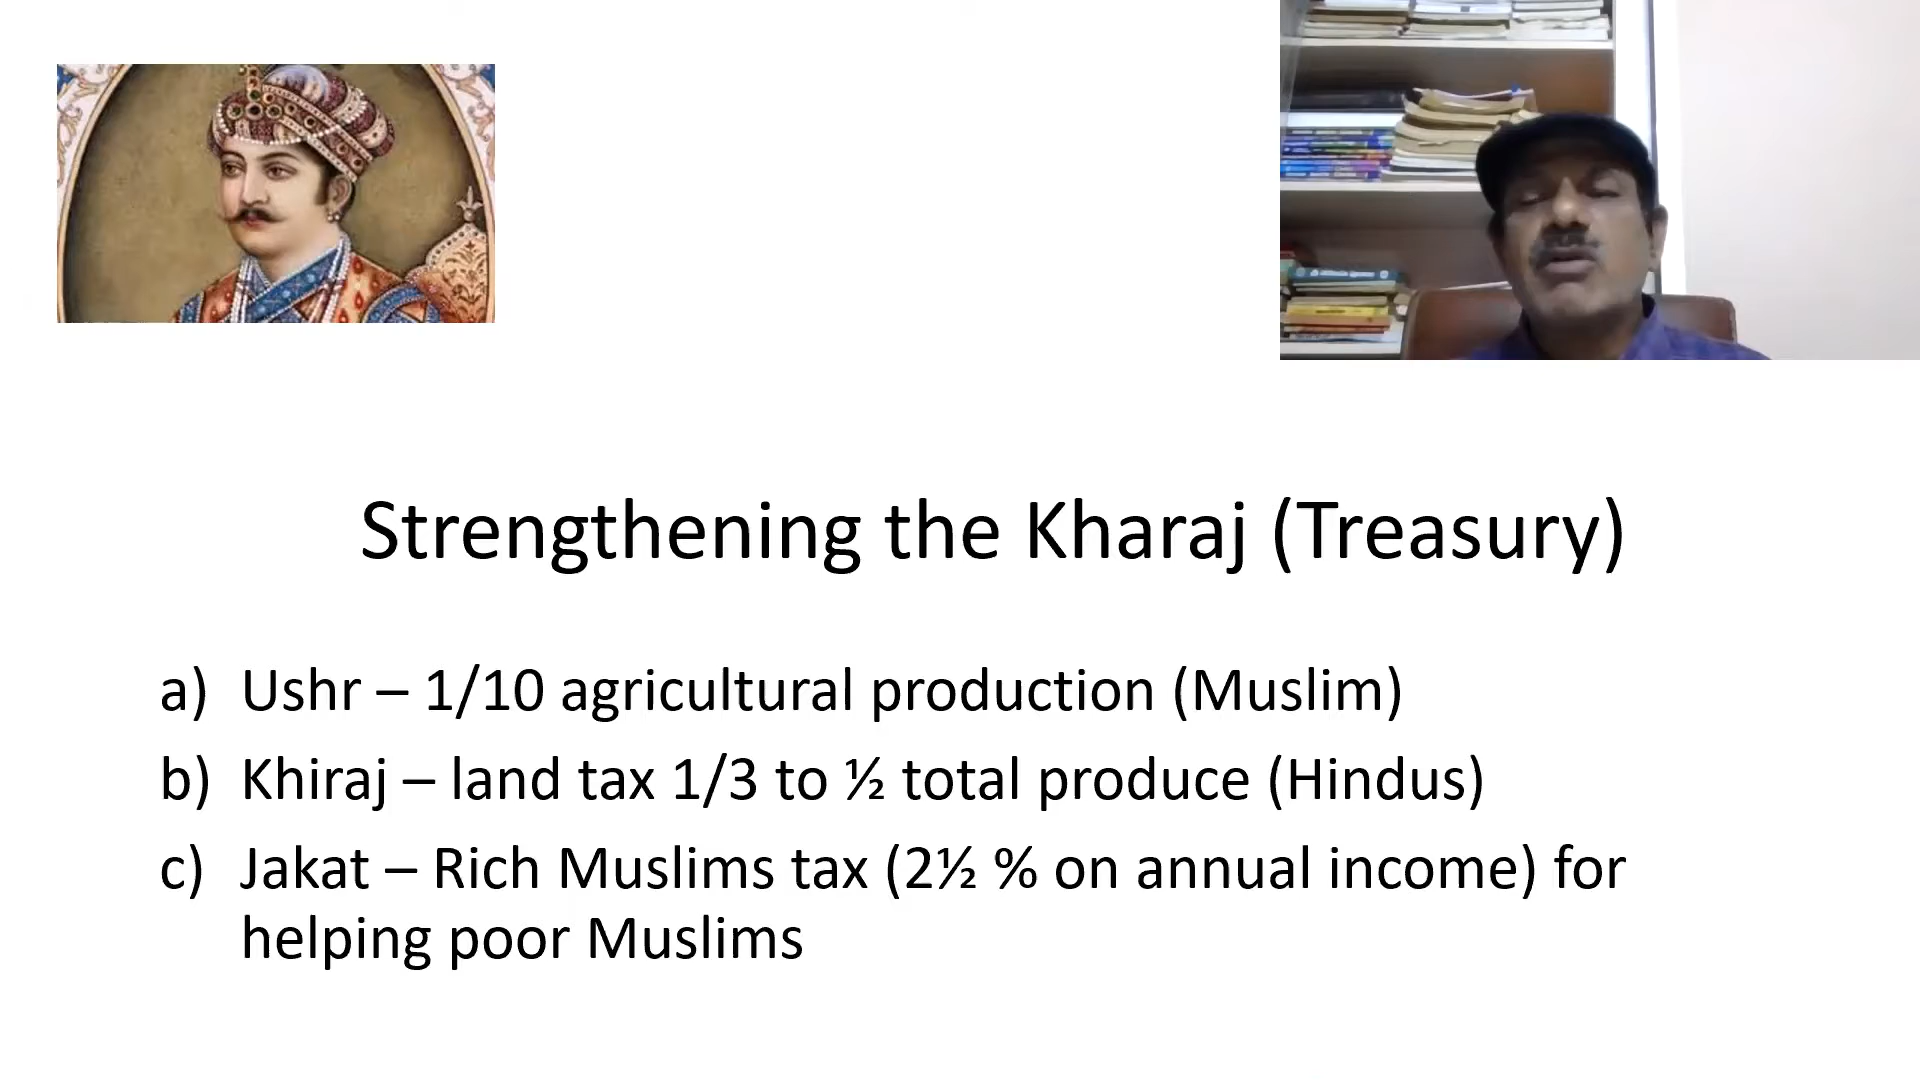 Strengthening the Kharaj (Treasury)
a) Ushr – 1/10 agricultural production (Muslim)
b) Khiraj – land tax 1/3 to ½ total produce (Hindus)
c) Jakat – Rich Muslims tax (2½ % on annual income) for
helping poor Muslims